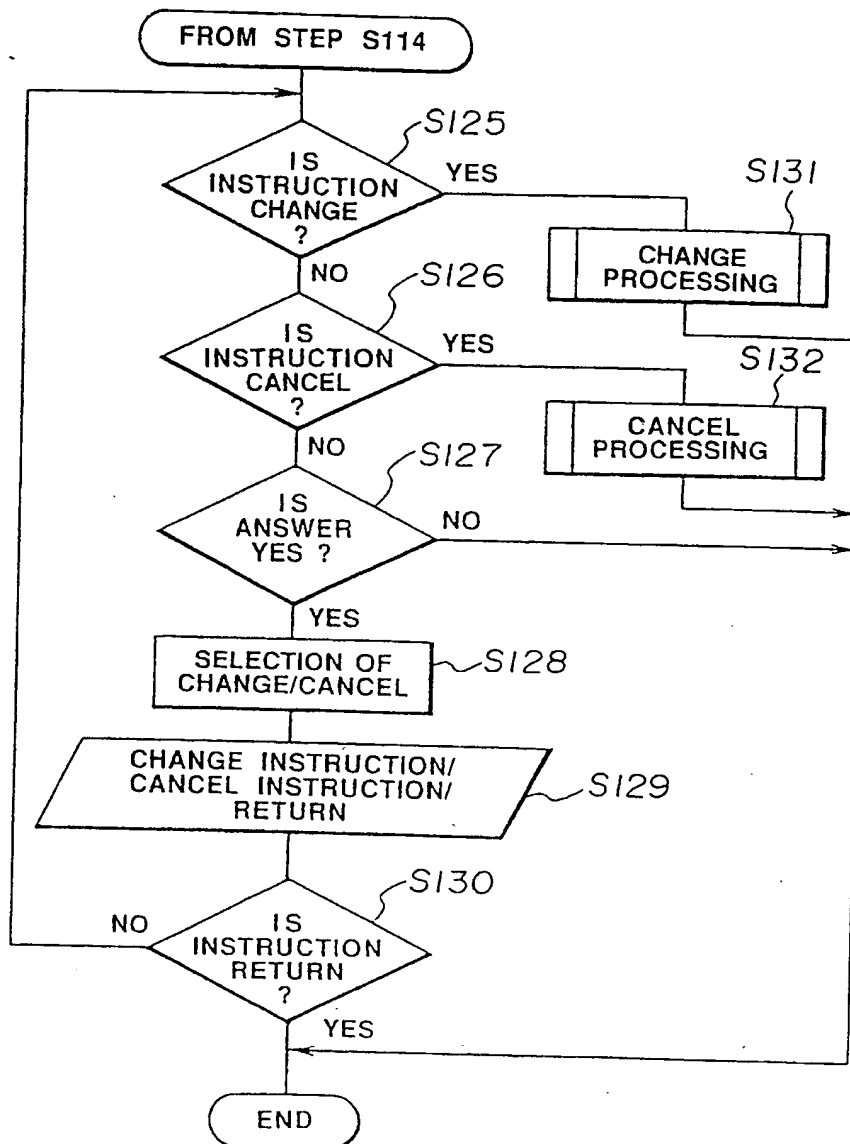 FROM STEP S114
S125
IS
INSTRUCTION
CHANGE
?
YES
NO
S131
CHANGE
PROCESSING
S126
IS
INSTRUCTION
CANCEL
?
YES
NO
S132
CANCEL
PROCESSING
S127
IS
ANSWER
YES ?
NO
YES
SELECTION OF
CHANGE/CANCEL
S128
CHANGE INSTRUCTION/
CANCEL INSTRUCTION/
RETURN
S129
S130
IS
INSTRUCTION
RETURN
?
NO
YES
END